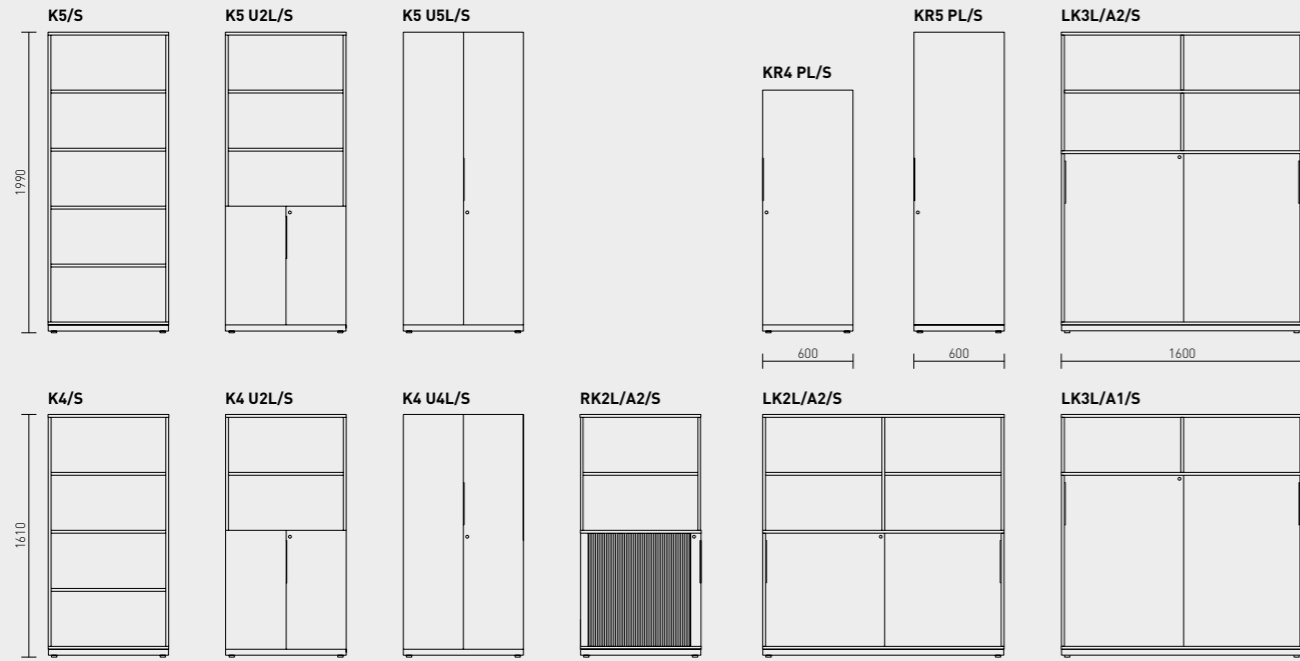 K5/S
K5 U2L/S
K5 U5L/S
KR5 PL/S
LK3L/A2/S
KR4 PL/S
1990
600
600
1600
K4/S
K4 U2L/S
K4 U4L/S
RK2L/A2/S
LK2L/A2/S
LK3L/A1/S
1610